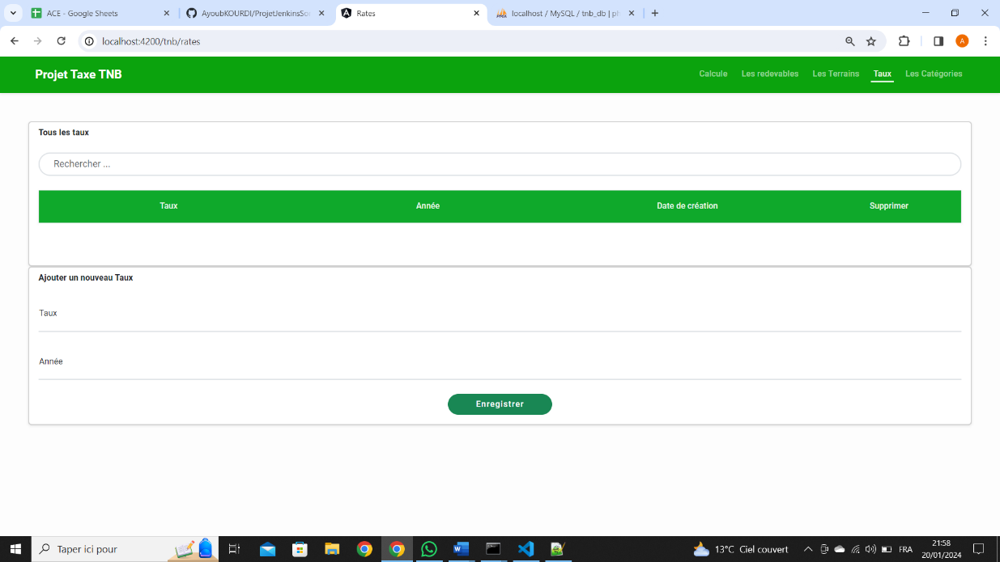 ACE - Google Sheets
AyoubKOURDI/ProjetJenkinsSon
Rates
localhost / MySQL / tnb_db | ph
localhost:4200/tnb/rates
A
Projet Taxe TNB
Calcule
Les redevables
Les Terrains
Taux
Les Catégories
Tous les taux
Rechercher ...
Taux
Année
Date de création
Supprimer
Ajouter un nouveau Taux
Taux
Année
Enregistrer
Taper ici pour
13°C Ciel couvert
FRA
21:58
20/01/2024